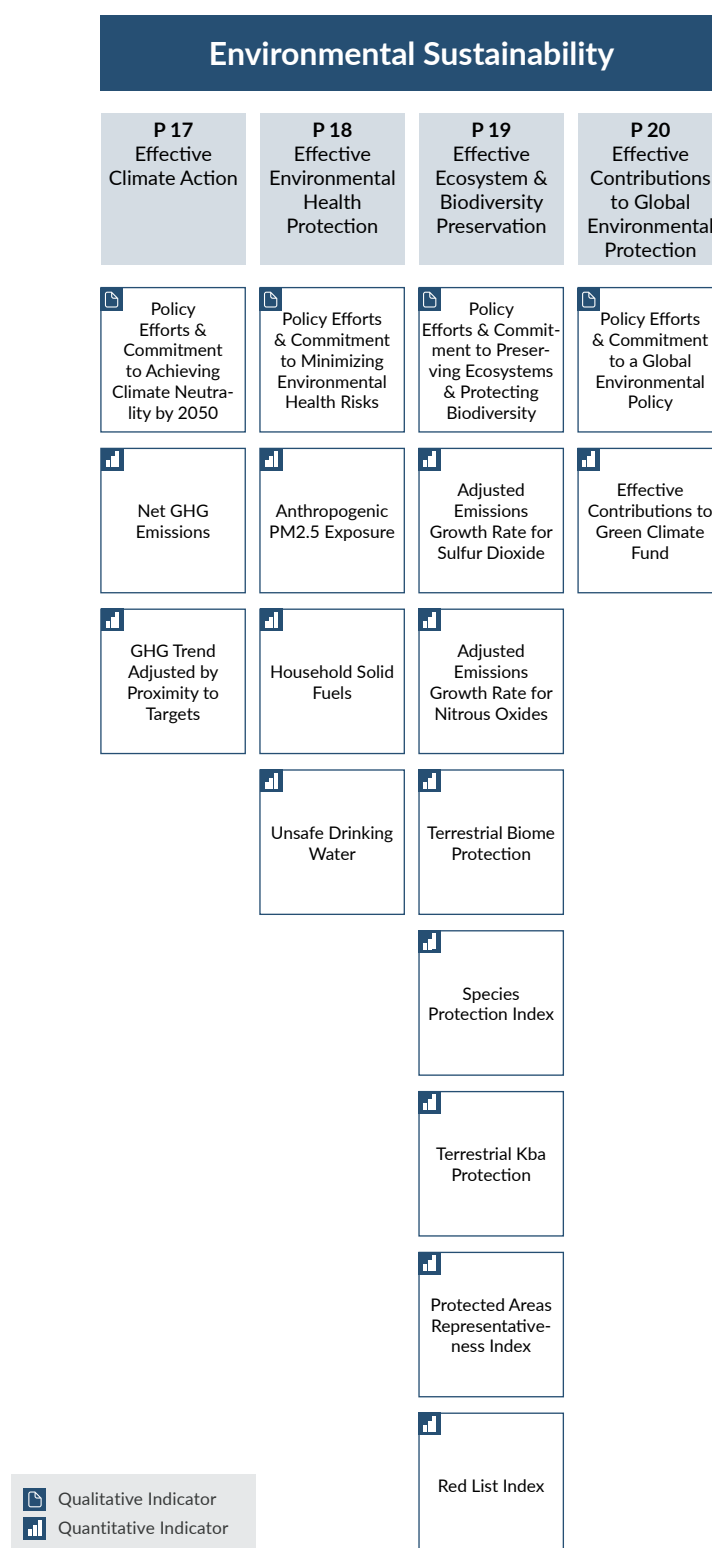 Environmental Sustainability
P 17
Effective
Climate Action
P 18
Effective
Environmental
Health
Protection
P 19
Effective
Ecosystem &
Biodiversity
Preservation
P 20
Effective
Contributions
to Global
Environmental
Protection
Policy
Efforts &
Commitment
to Achieving
Climate Neutra-
lity by 2050
Policy Efforts
& Commitment
to Minimizing
Environmental
Health Risks
Policy
Efforts & Commit-
ment to Preser-
ving Ecosystems
& Protecting
Biodiversity
Policy Efforts
& Commitment
to a Global
Environmental
Policy
Net GHG
Emissions
Anthropogenic
PM2.5 Exposure
Adjusted
Emissions
Growth Rate for
Sulfur Dioxide
Effective
Contributions to
Green Climate
Fund
GHG Trend
Adjusted by
Proximity to
Targets
Household Solid
Fuels
Adjusted
Emissions
Growth Rate for
Nitrous Oxides
Unsafe Drinking
Water
Terrestrial Biome
Protection
Species
Protection Index
Terrestrial Kba
Protection
Protected Areas
Representative-
ness Index
Red List Index
Qualitative Indicator
Quantitative Indicator